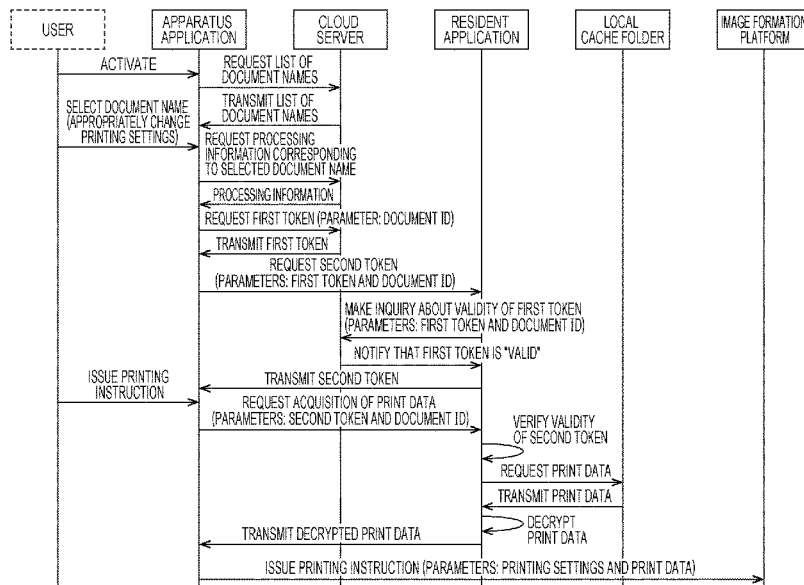 USER
APPARATUS
APPLICATION
CLOUD
SERVER
RESIDENT
APPLICATION
LOCAL
CACHE FOLDER
IMAGE FORMATION
PLATFORM
ACTIVATE
REQUEST LIST OF
DOCUMENT NAMES
TRANSMIT LIST OF
DOCUMENT NAMES
SELECT DOCUMENT NAME
(APPROPRIATELY CHANGE
PRINTING SETTINGS)
REQUEST PROCESSING
INFORMATION CORRESPONDING
TO SELECTED DOCUMENT NAME
PROCESSING INFORMATION
REQUEST FIRST TOKEN (PARAMETER: DOCUMENT ID)
TRANSMIT FIRST TOKEN
REQUEST SECOND TOKEN
(PARAMETERS: FIRST TOKEN AND DOCUMENT ID)
MAKE INQUIRY ABOUT VALIDITY OF FIRST TOKEN
(PARAMETERS: FIRST TOKEN AND DOCUMENT ID)
NOTIFY THAT FIRST TOKEN IS "VALID"
TRANSMIT SECOND TOKEN
ISSUE PRINTING
INSTRUCTION
REQUEST ACQUISITION OF PRINT DATA
(PARAMETERS: SECOND TOKEN AND DOCUMENT ID)
VERIFY VALIDITY
OF SECOND TOKEN
REQUEST PRINT DATA
TRANSMIT PRINT DATA
DECRYPT
PRINT DATA
TRANSMIT DECRYPTED PRINT DATA
ISSUE PRINTING INSTRUCTION (PARAMETERS: PRINTING SETTINGS AND PRINT DATA)